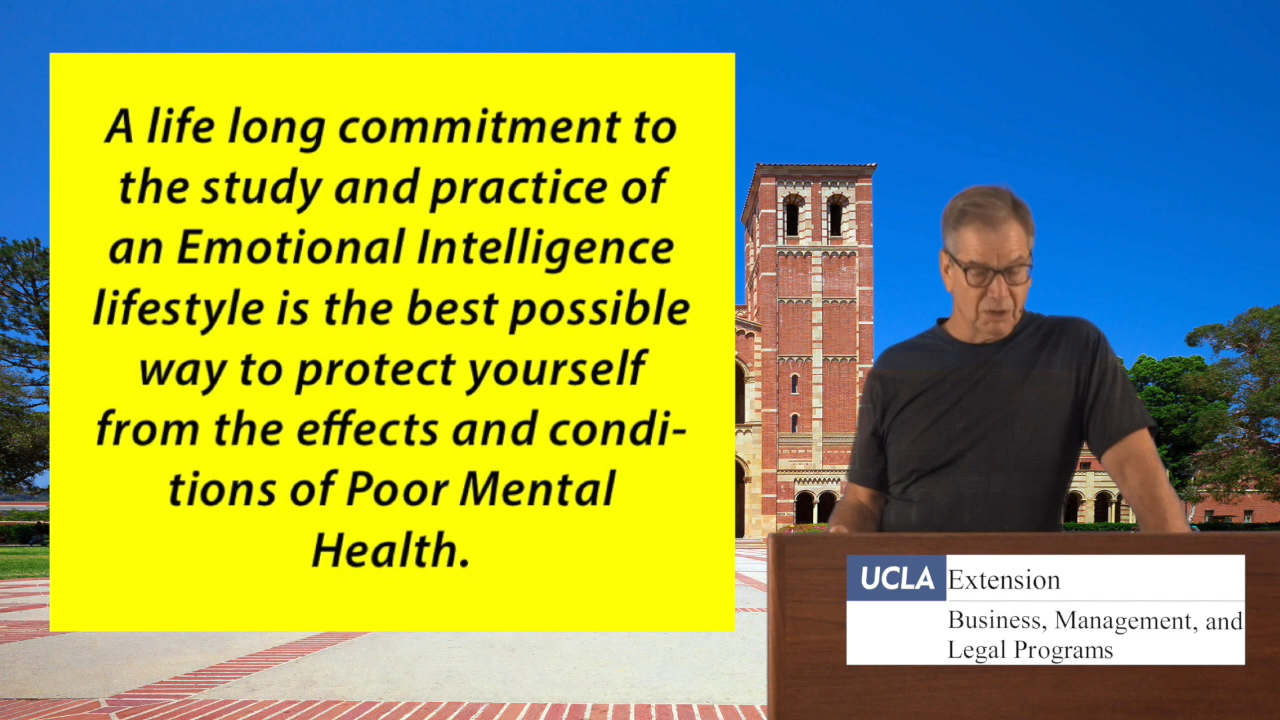 A life long commitment to
the study and practice of
an Emotional Intelligence
lifestyle is the best possible
way to protect yourself
from the effects and condi-
tions of Poor Mental
Health.
UCLA Extension
Business, Management, and
Legal Programs